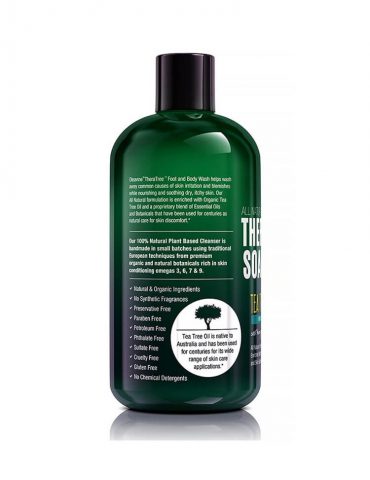 Oleanna™ TheraTree™ Foot and Body Wash helps wash
away common causes of skin irritation and blemishes
while nourishing and soothing dry, itchy skin. Our
All Natural formulation is enriched with Organic Tea
Tree Oil and a proprietary blend of Essential Oils
and Botanicals that have been used for centuries as
natural care for skin discomfort.
Our 100% Natural Plant Based Cleanser is
handmade in small batches using traditional
European techniques from premium
organic and natural botanicals rich in skin
conditioning omegas 3, 6, 7 & 9.
✓ Natural & Organic Ingredients
✓ No Synthetic Fragrances
✓ Preservative Free
✓ Paraben Free
✓ Petroleum Free
✓ Phthalate Free
✓ Sulfate Free
✓ Cruelty Free
✓ Gluten Free
✓ No Chemical Detergents
Tea Tree Oil is native to
Australia and has been used
for centuries for its wide
range of skin care
applications.*
ALL NATU
THE
SOA
TEA